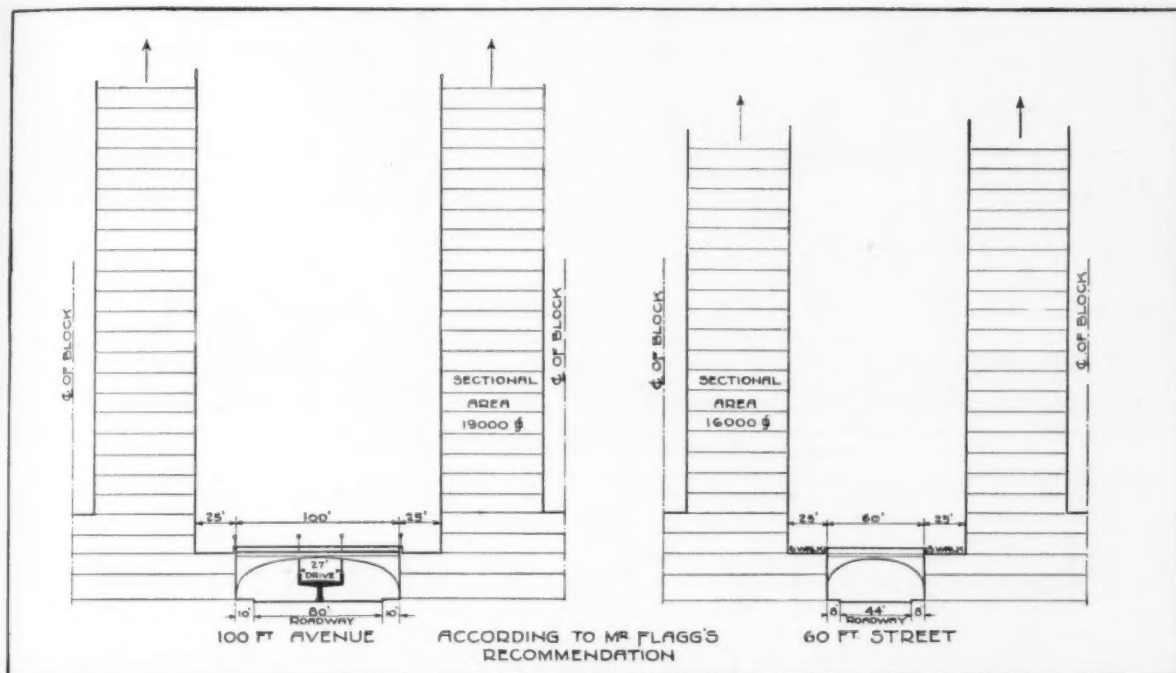 ℄ OF BLOCK
SECTIONAL
AREA
19000 ▯'
℄ OF BLOCK
25'
100'
25'
27'
DRIVE
10'
80'
10'
ROADWAY
100 FT AVENUE
℄ OF BLOCK
SECTIONAL
AREA
16000 ▯'
℄ OF BLOCK
25'
60'
25'
WALK
WALK
8'
44'
8'
ROADWAY
60 FT. STREET
ACCORDING TO MR FLAGG'S
RECOMMENDATION